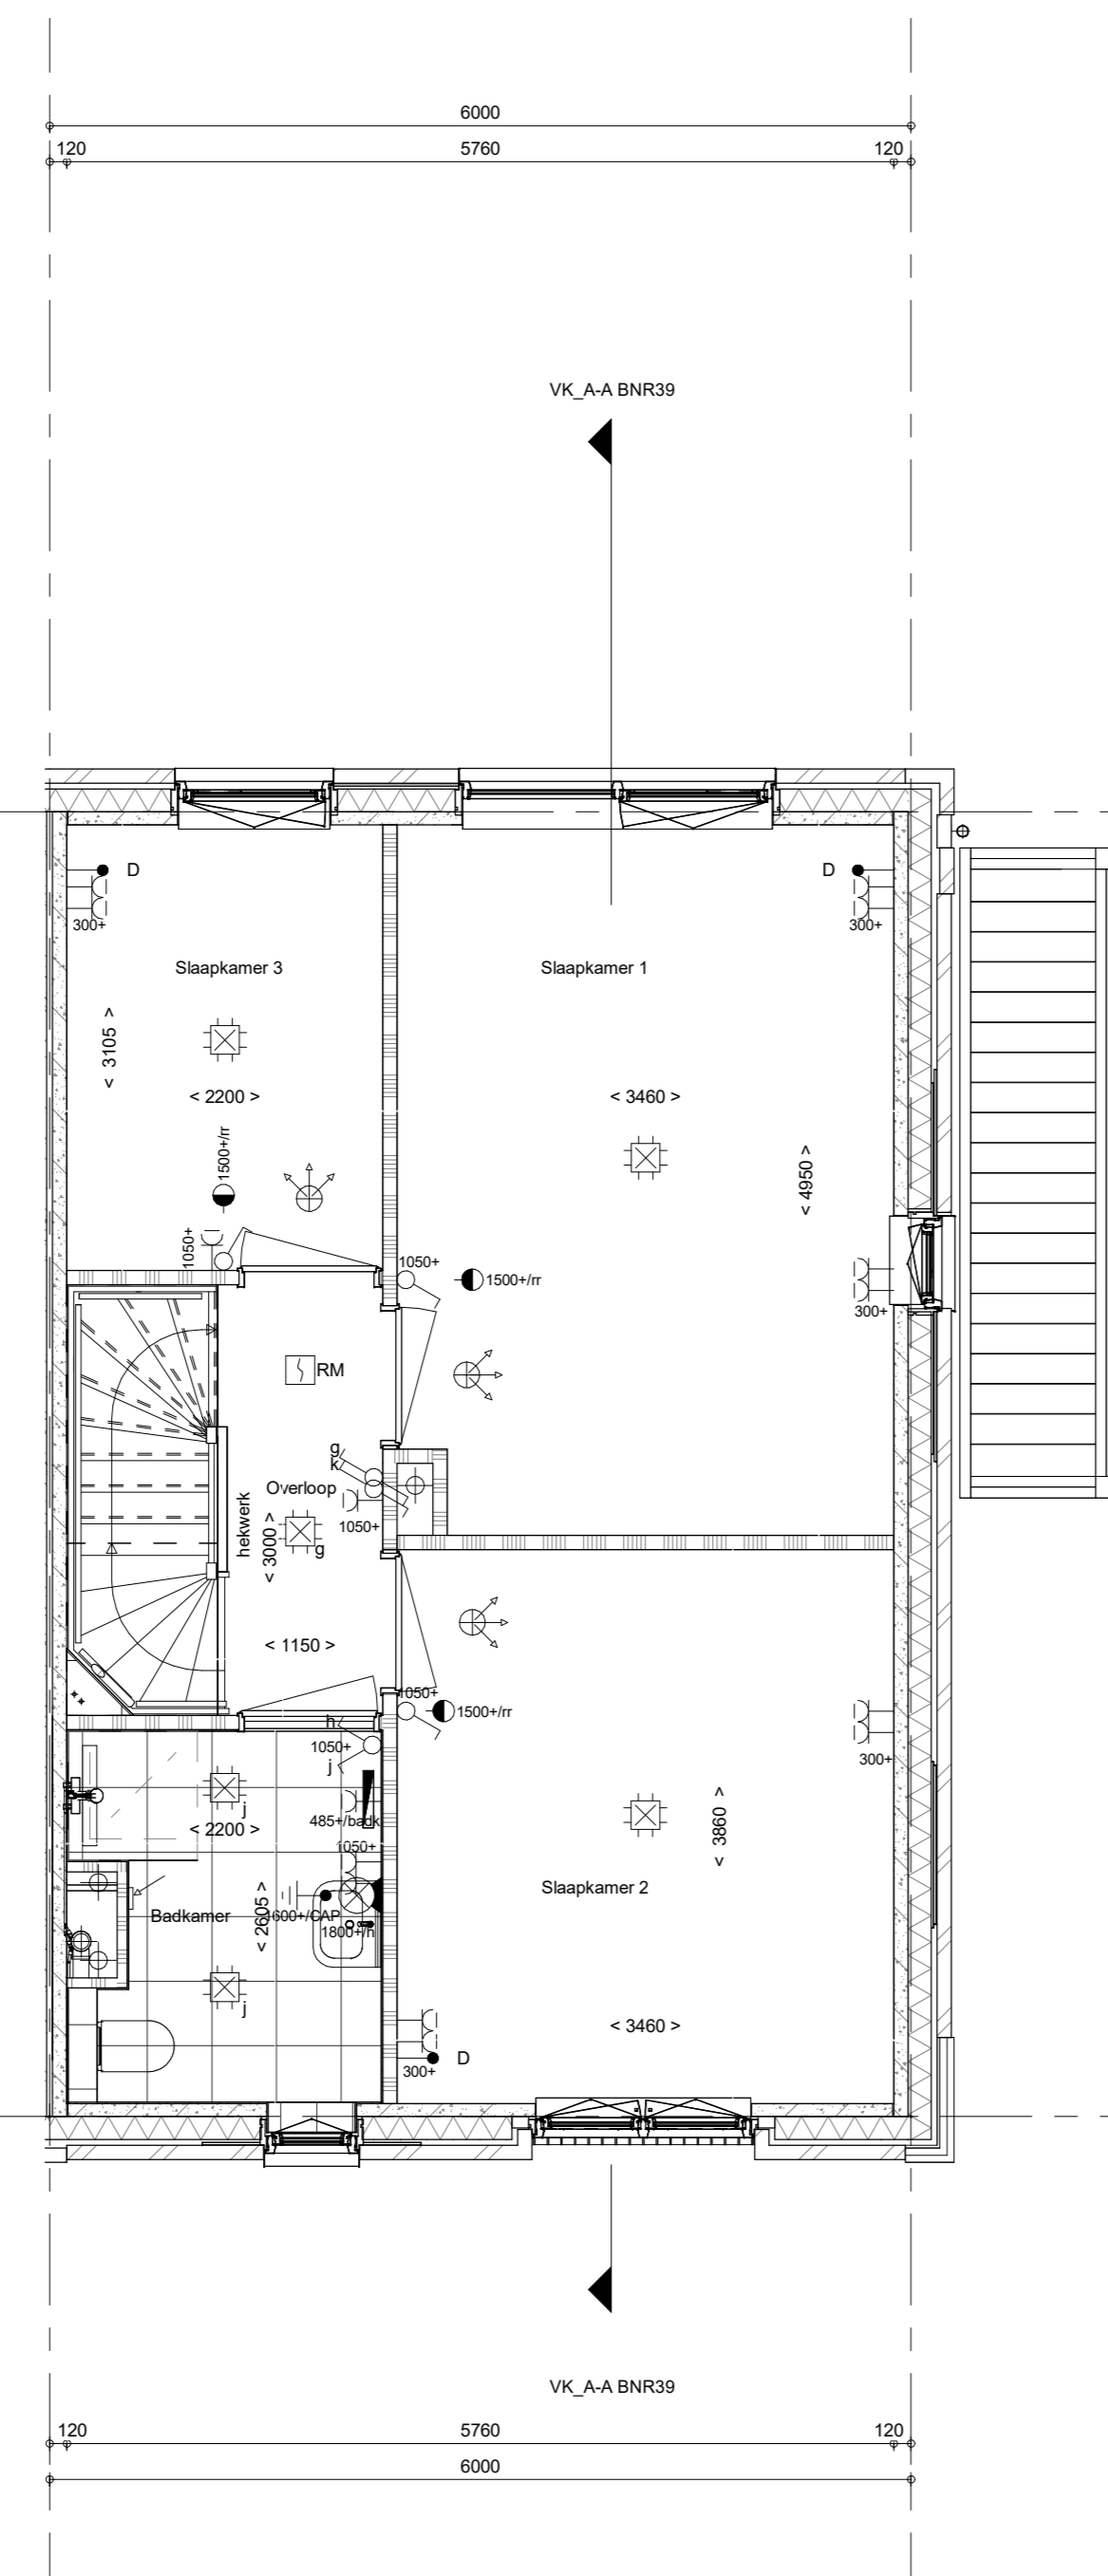 6000
120 5760 120
VK_A-A BNR39
D D
300+ 300+
Slaapkamer 3 Slaapkamer 1
< 3105 >
< 2200 > < 3460 >
1500+/rr
< 4950 >
1050+
1050+
1500+/rr
300+
RM
g
k
Overloop
1050+
hekwerk
< 3000 >
g
< 1150 >
1050+
1500+/rr
h
1050+
j
300+
j
485+/badk
< 2200 >
1050+
< 3860 >
Slaapkamer 2
Badkamer
< 2605 >
1600+/CAP
1800+/h
j
< 3460 >
D
300+
VK_A-A BNR39
120 5760 120
6000